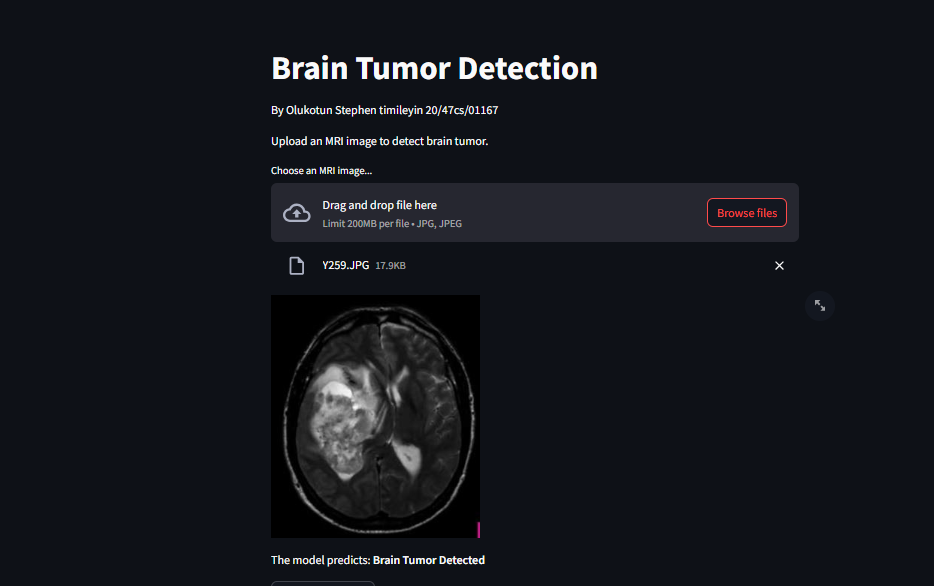 Brain Tumor Detection
By Olukotun Stephen timileyin 20/47cs/01167
Upload an MRI image to detect brain tumor.
Choose an MRI image...
Drag and drop file here
Limit 200MB per file • JPG, JPEG
Browse files
Y259.JPG 17.9KB
The model predicts: Brain Tumor Detected